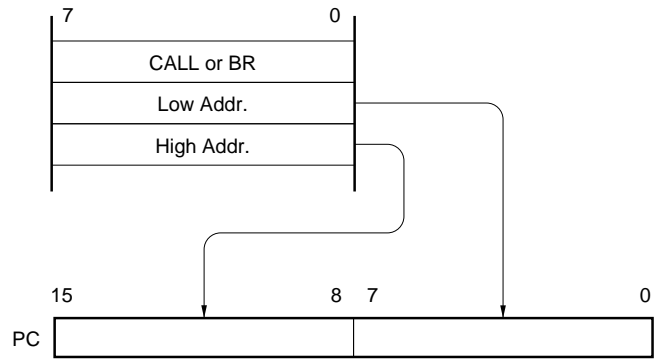 7 0
CALL or BR
Low Addr.
High Addr.
15 8 7 0
PC